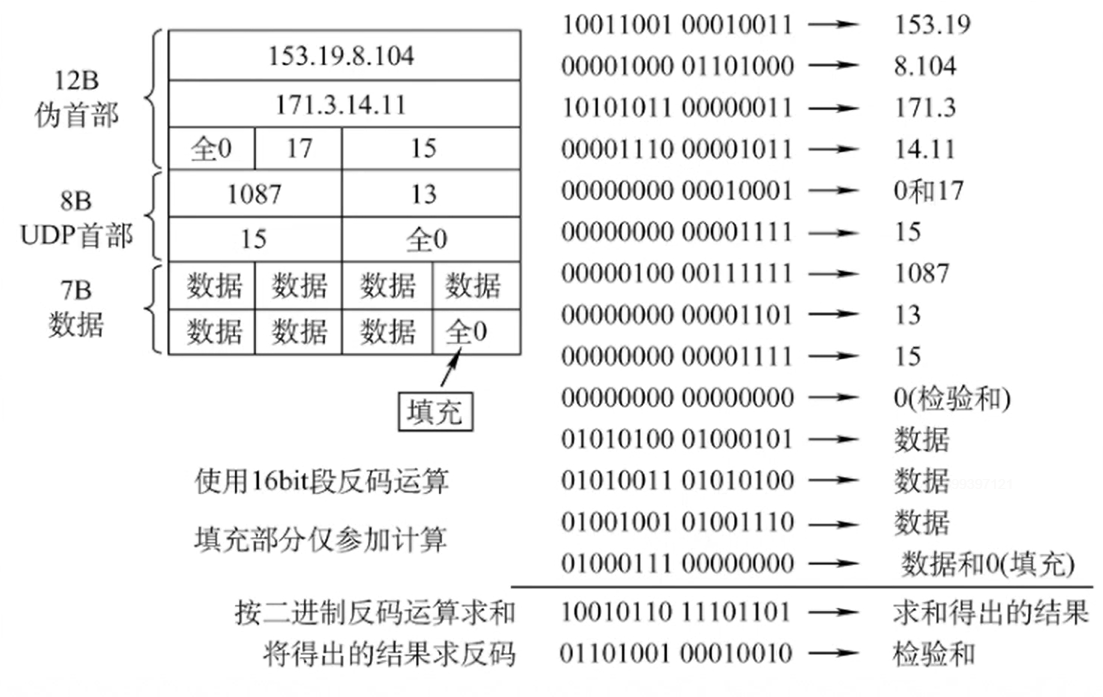 12B
伪首部
153.19.8.104
171.3.14.11
全0 17 15
8B
UDP首部
1087 13
15 全0
7B
数据
数据 数据 数据 数据
数据 数据 数据 全0
填充
使用16bit段反码运算
填充部分仅参加计算
10011001 00010011 → 153.19
00001000 01101000 → 8.104
10101011 00000011 → 171.3
00001110 00001011 → 14.11
00000000 00010001 → 0和17
00000000 00001111 → 15
00000100 00111111 → 1087
00000000 00001101 → 13
00000000 00001111 → 15
00000000 00000000 → 0(检验和)
01010100 01000101 → 数据
01010011 01010100 → 数据
01001001 01001110 → 数据
01000111 00000000 → 数据和0(填充)
按二进制反码运算求和 10010110 11101101 → 求和得出的结果
将得出的结果求反码 01101001 00010010 → 检验和